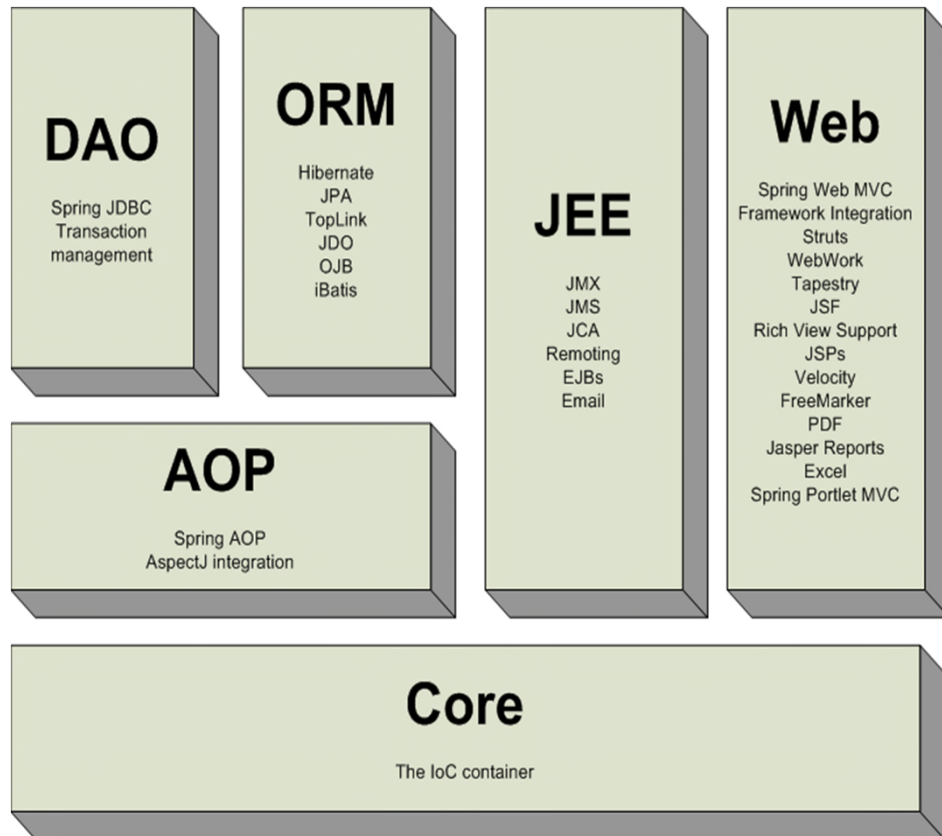 DAO
Spring JDBC
Transaction
management
ORM
Hibernate
JPA
TopLink
JDO
OJB
iBatis
JEE
JMX
JMS
JCA
Remoting
EJBs
Email
Web
Spring Web MVC
Framework Integration
Struts
WebWork
Tapestry
JSF
Rich View Support
JSPs
Velocity
FreeMarker
PDF
Jasper Reports
Excel
Spring Portlet MVC
AOP
Spring AOP
AspectJ integration
Core
The IoC container